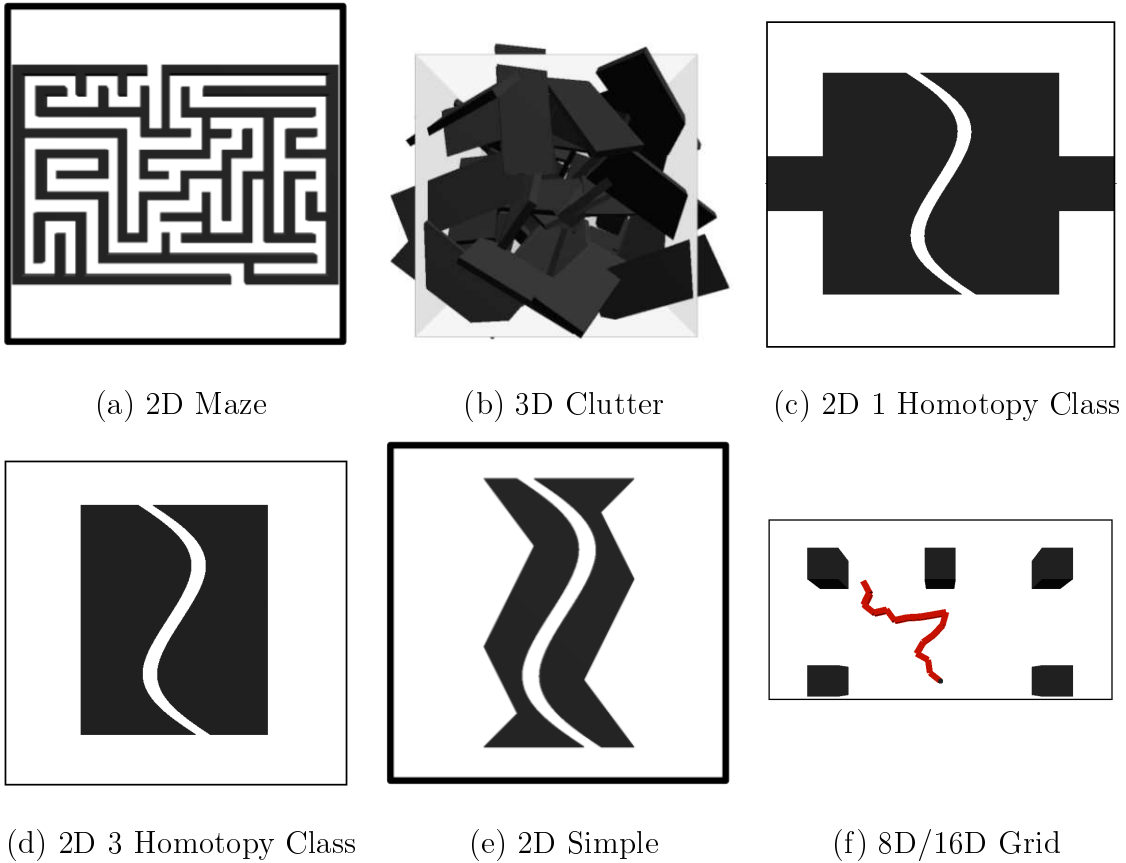 (a) 2D Maze
(b) 3D Clutter
(c) 2D 1 Homotopy Class
(d) 2D 3 Homotopy Class
(e) 2D Simple
(f) 8D/16D Grid